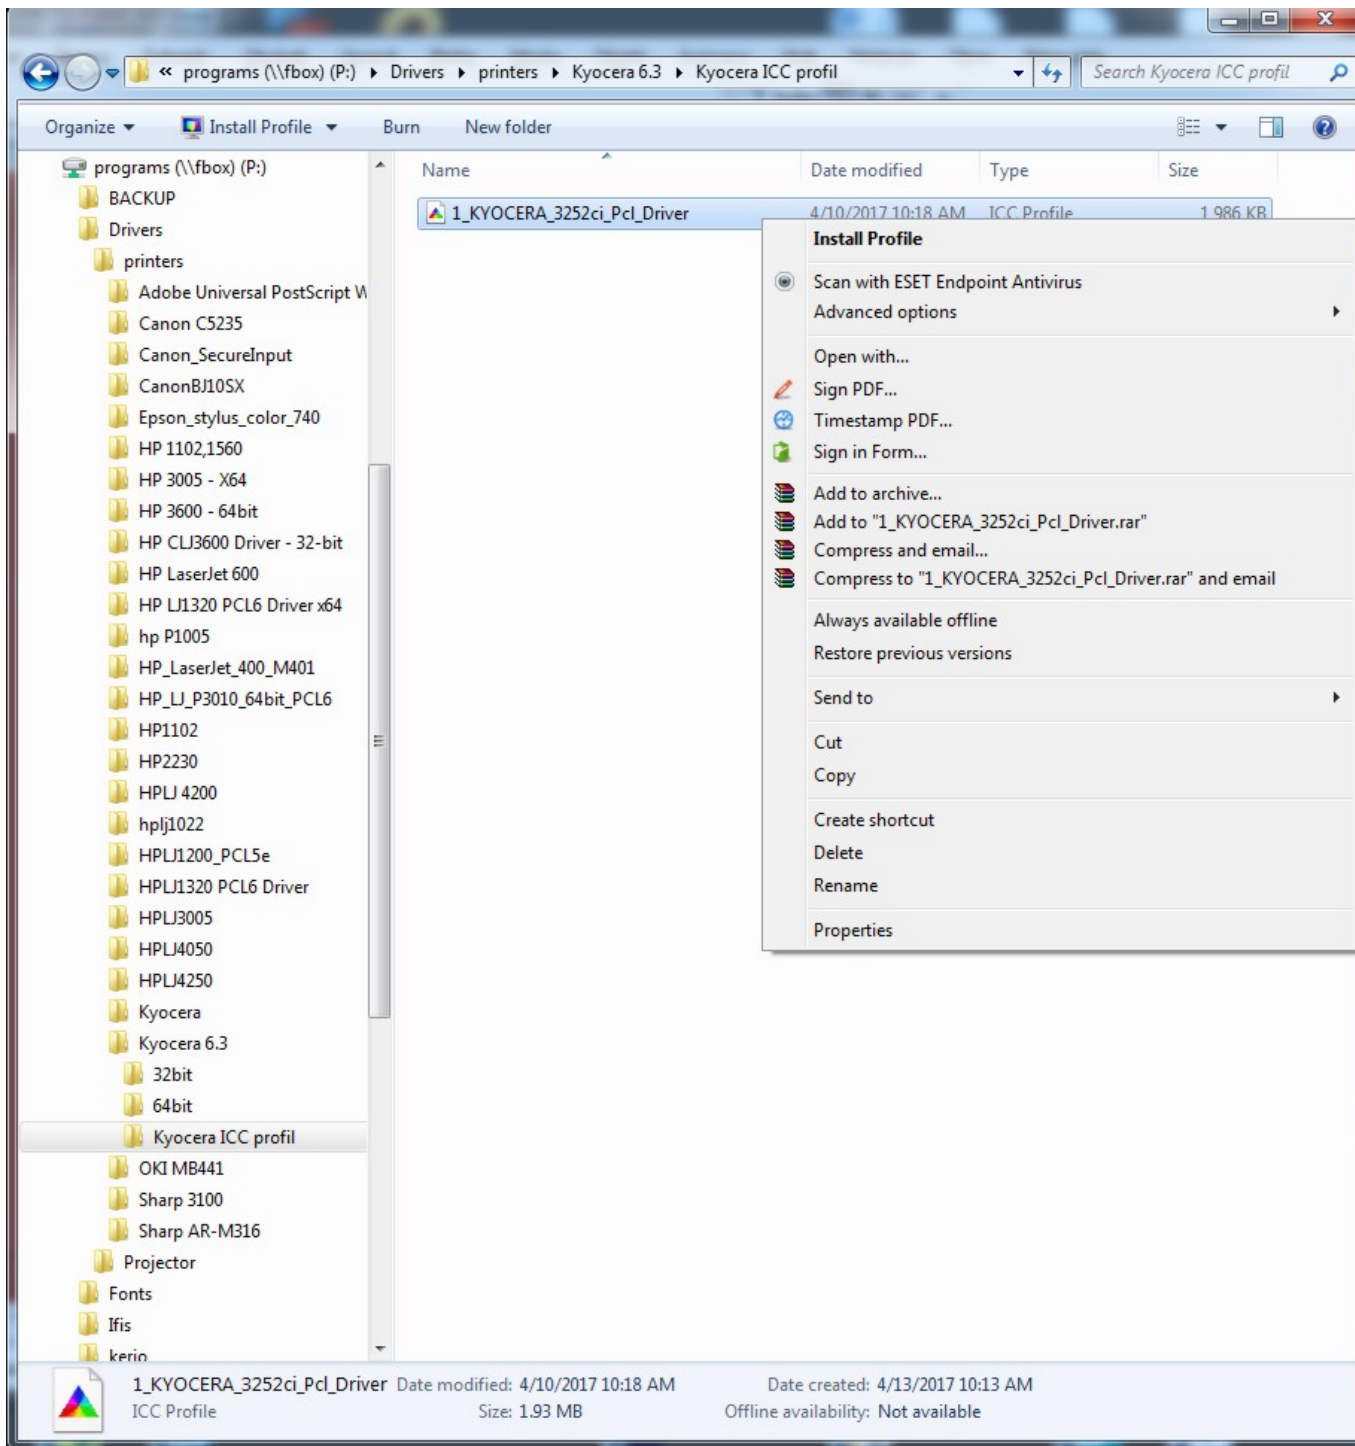 « programs (\\fbox) (P:) Drivers printers Kyocera 6.3 Kyocera ICC profil Search Kyocera ICC profil
Organize Install Profile Burn New folder
programs (\\fbox) (P:)
BACKUP
Drivers
printers
Adobe Universal PostScript W
Canon C5235
Canon_SecureInput
CanonBJ10SX
Epson_stylus_color_740
HP 1102,1560
HP 3005 - X64
HP 3600 - 64bit
HP CLJ3600 Driver - 32-bit
HP LaserJet 600
HP LJ1320 PCL6 Driver x64
hp P1005
HP_LaserJet_400_M401
HP_LJ_P3010_64bit_PCL6
HP1102
HP2230
HPLJ 4200
hplj1022
HPLJ1200_PCL5e
HPLJ1320 PCL6 Driver
HPLJ3005
HPLJ4050
HPLJ4250
Kyocera
Kyocera 6.3
32bit
64bit
Kyocera ICC profil
OKI MB441
Sharp 3100
Sharp AR-M316
Projector
Fonts
Ifis
kerio
Name Date modified Type Size
1_KYOCERA_3252ci_Pcl_Driver 4/10/2017 10:18 AM ICC Profile 1 986 KB
Install Profile
Scan with ESET Endpoint Antivirus
Advanced options
Open with...
Sign PDF...
Timestamp PDF...
Sign in Form...
Add to archive...
Add to "1_KYOCERA_3252ci_Pcl_Driver.rar"
Compress and email...
Compress to "1_KYOCERA_3252ci_Pcl_Driver.rar" and email
Always available offline
Restore previous versions
Send to
Cut
Copy
Create shortcut
Delete
Rename
Properties
1_KYOCERA_3252ci_Pcl_Driver Date modified: 4/10/2017 10:18 AM Date created: 4/13/2017 10:13 AM
ICC Profile Size: 1.93 MB Offline availability: Not available